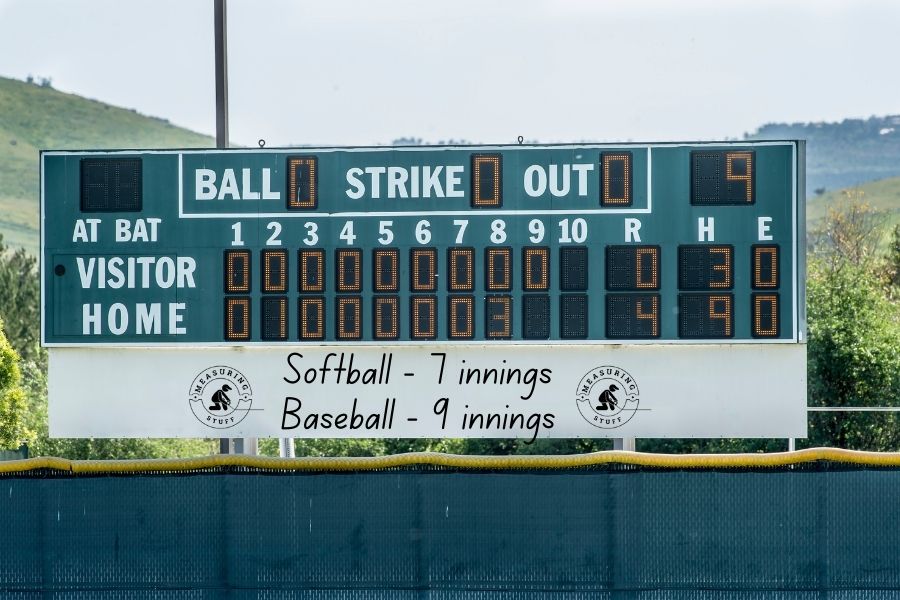 BALL 0 STRIKE 0 OUT 0 9
AT BAT 1 2 3 4 5 6 7 8 9 10 R H E
VISITOR 0 0 0 0 0 0 0 0 0 0 3 0
HOME 0 1 0 0 0 0 0 3 4 9 0
MEASURING STUFF
Softball - 7 innings
MEASURING STUFF
Baseball - 9 innings